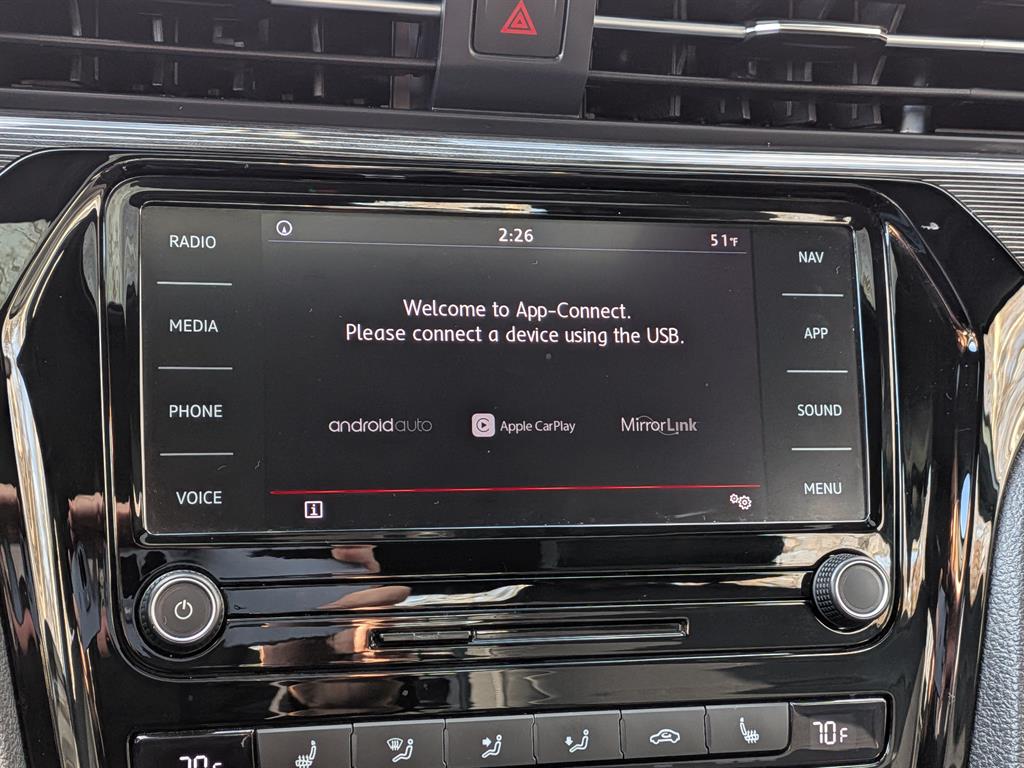 RADIO
MEDIA
PHONE
VOICE
2:26
51°F
Welcome to App-Connect.
Please connect a device using the USB.
androidauto
Apple CarPlay
MirrorLink
i
NAV
APP
SOUND
MENU
70F
70F